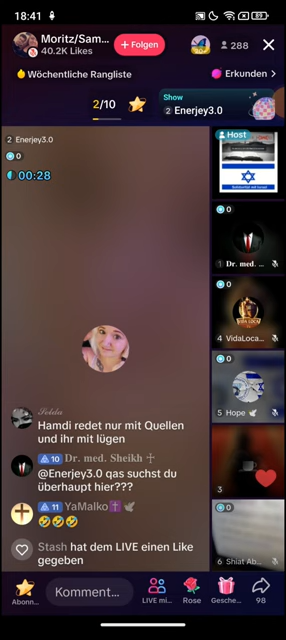 18:41
89
Moritz/Sam...
40.2K Likes
+ Folgen
288
Wöchentliche Rangliste
Erkunden >
2/10
Show
2 Enerjey3.0
2 Enerjey3.0
0
00:28
Host
0
1 Dr. med. ...
0
4 VidaLoca...
0
5 Hope
3
0
6 Shiat Ab...
Hamdi redet nur mit Quellen
und ihr mit lügen
10 Dr. med. Sheikh
@Enerjey3.0 qas suchst du
überhaupt hier???
11 YaMalko
Stash hat dem LIVE einen Like
gegeben
Abonn...
Komment...
LIVE mi...
Rose
Gesche...
98